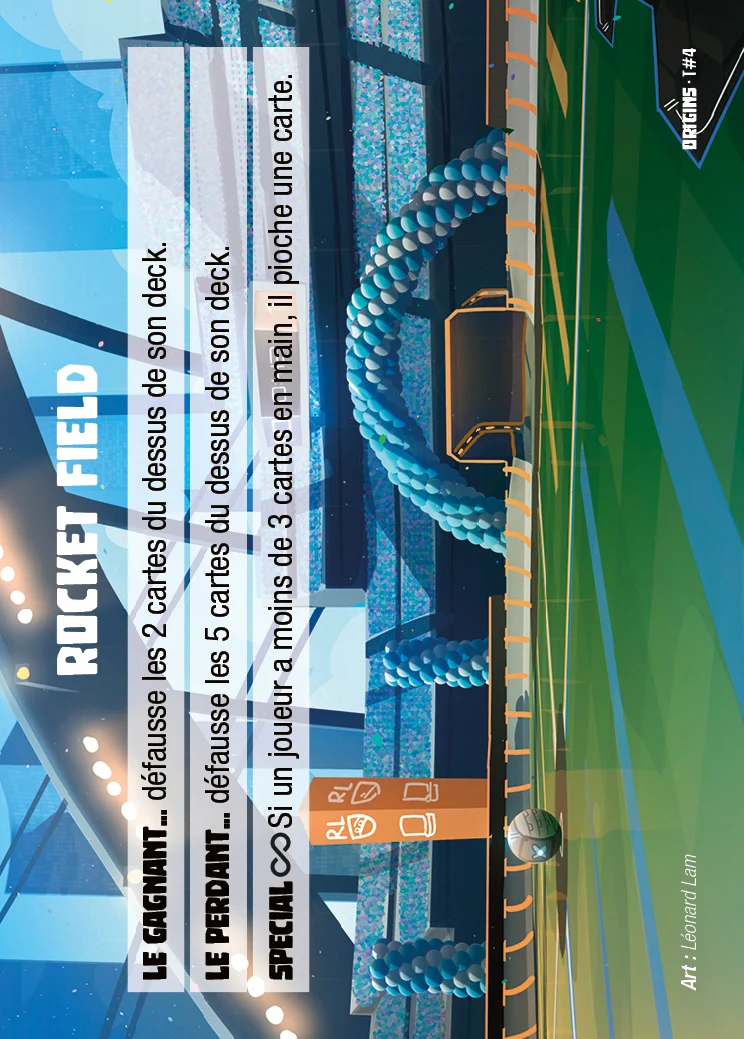 ROCKET FIELD
LE GAGNANT... défausse les 2 cartes du dessus de son deck.
LE PERDANT... défausse les 5 cartes du dessus de son deck.
SPECIAL ∞ Si un joueur a moins de 3 cartes en main, il pioche une carte.
RL
RL
Art : Léonard Lam
ORIGINS · T#4